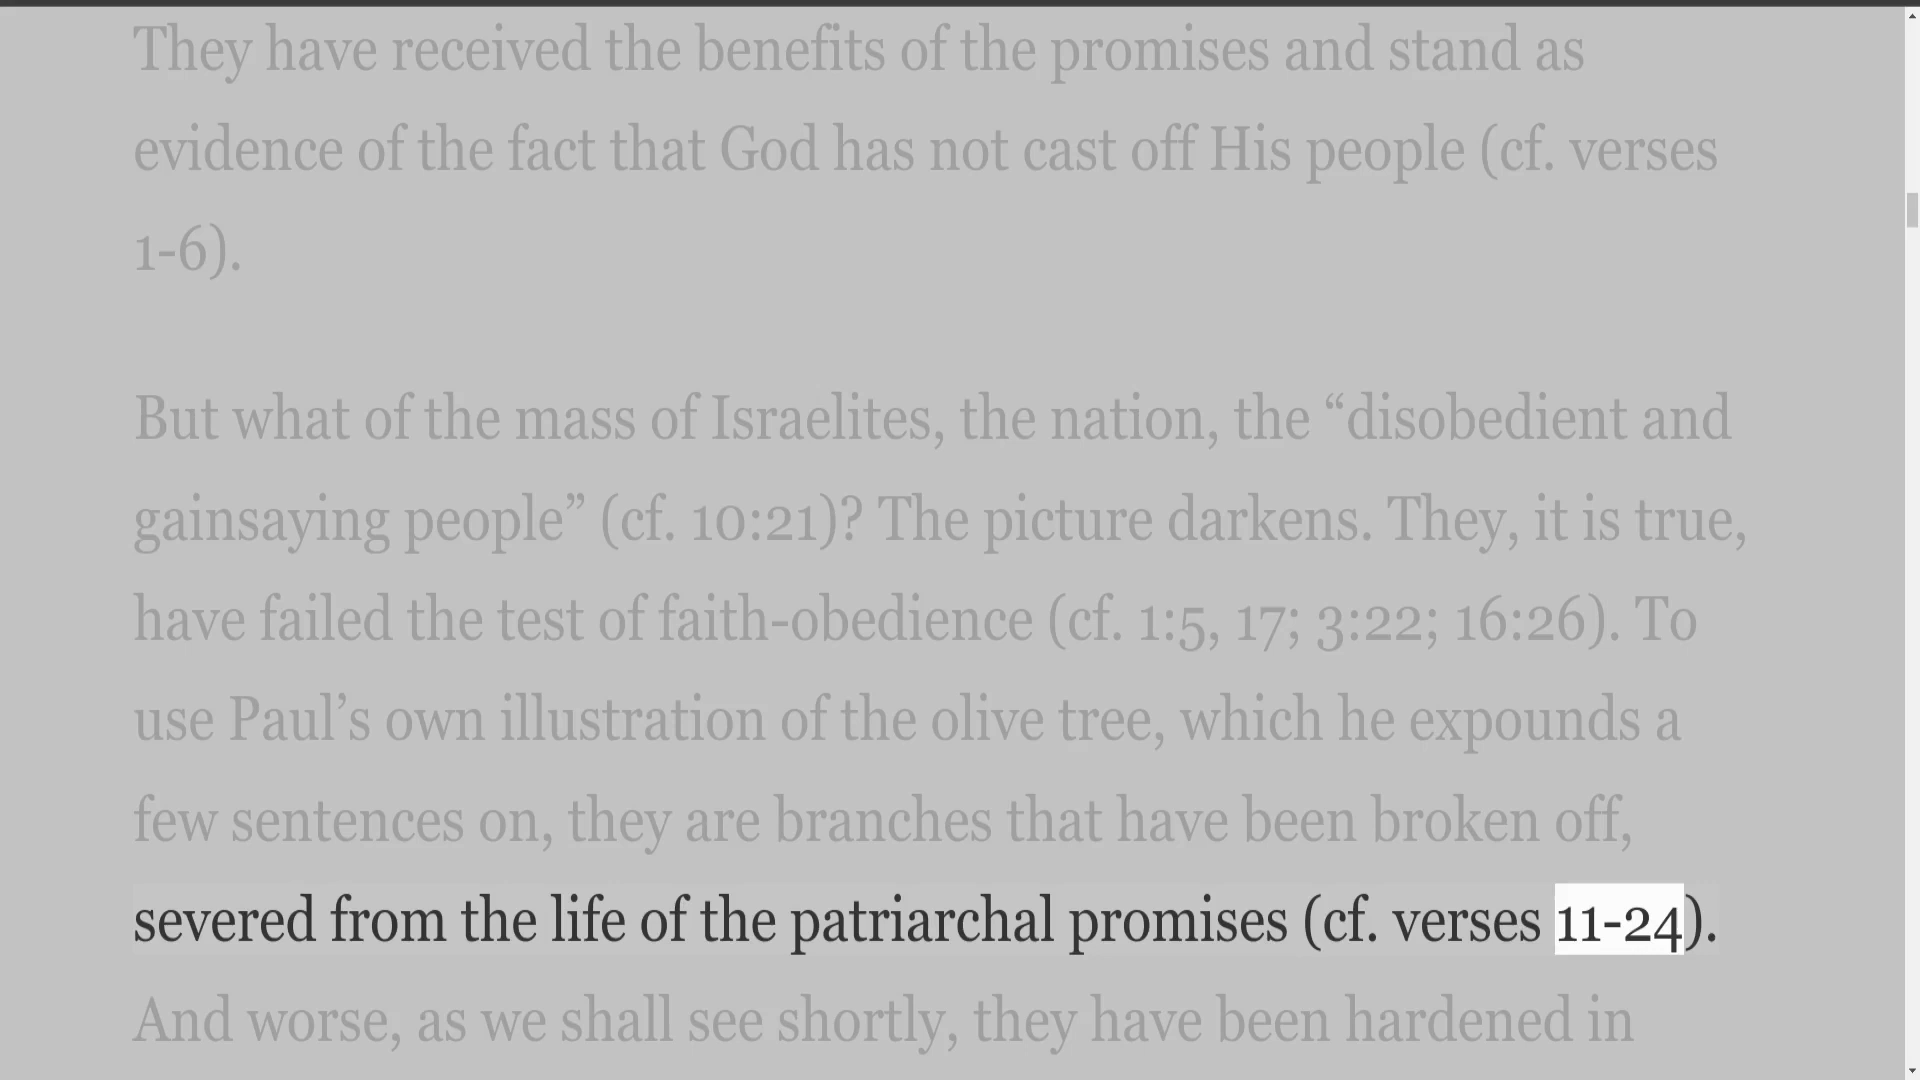 They have received the benefits of the promises and stand as
evidence of the fact that God has not cast off His people (cf. verses
1-6).
But what of the mass of Israelites, the nation, the “disobedient and
gainsaying people” (cf. 10:21)? The picture darkens. They, it is true,
have failed the test of faith-obedience (cf. 1:5, 17; 3:22; 16:26). To
use Paul’s own illustration of the olive tree, which he expounds a
few sentences on, they are branches that have been broken off,
severed from the life of the patriarchal promises (cf. verses 11-24).
And worse, as we shall see shortly, they have been hardened in